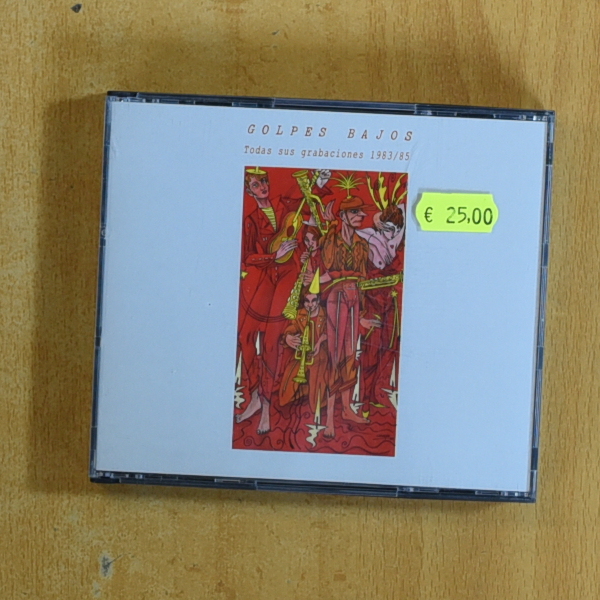 GOLPES BAJOS
Todas sus grabaciones 1983/85
€ 25.00